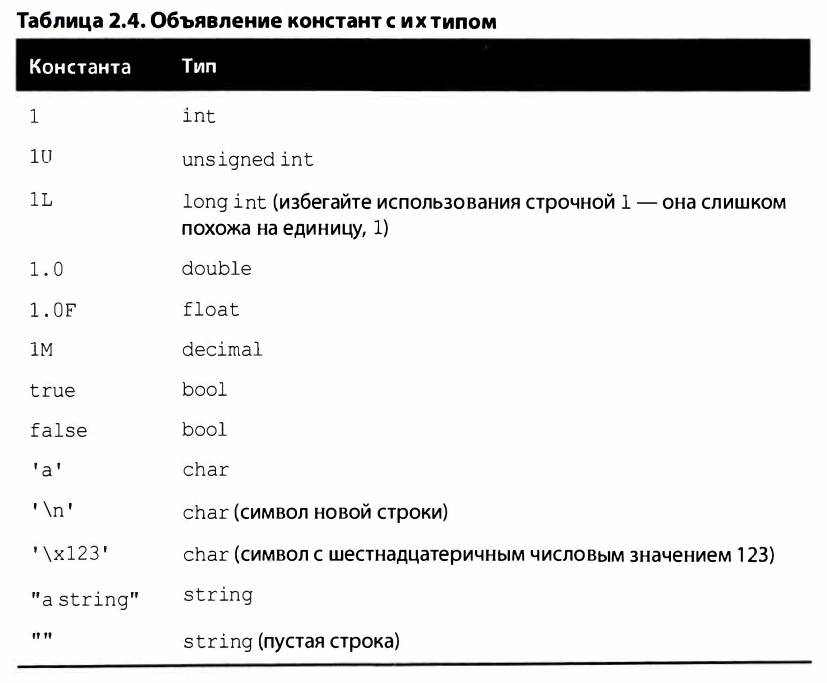 Таблица 2.4. Объявление констант с их типом
Константа Тип
1 int
1U unsigned int
1L long int (избегайте использования строчной l — она слишком
похожа на единицу, 1)
1.0 double
1.0F float
1M decimal
true bool
false bool
'a' char
'\n' char (символ новой строки)
'\x123' char (символ с шестнадцатеричным числовым значением 123)
"a string" string
"" string (пустая строка)